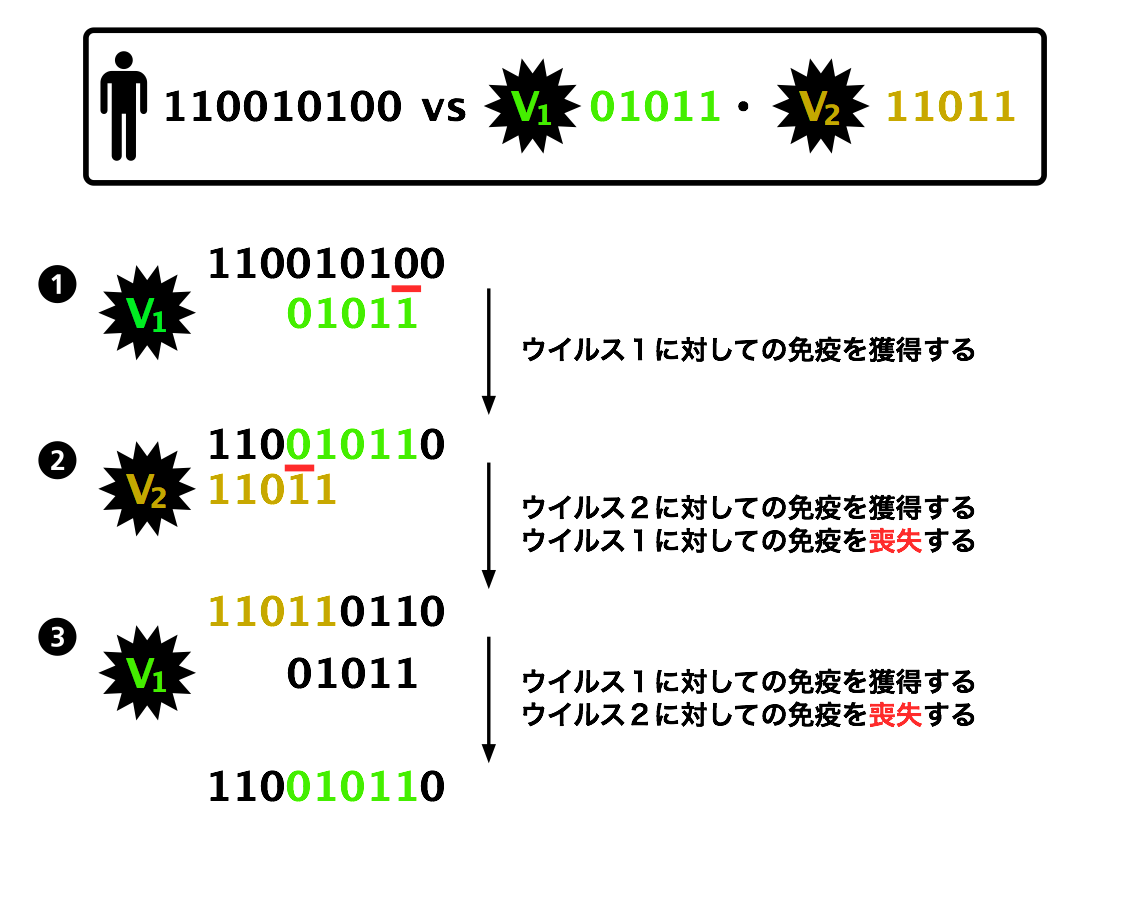 110010100 vs V1 01011・ V2 11011
1
110010100
V1
01011
ウイルス１に対しての免疫を獲得する
2
110010110
V2
11011
ウイルス２に対しての免疫を獲得する
ウイルス１に対しての免疫を喪失する
3
110110110
V1
01011
ウイルス１に対しての免疫を獲得する
ウイルス２に対しての免疫を喪失する
110010110